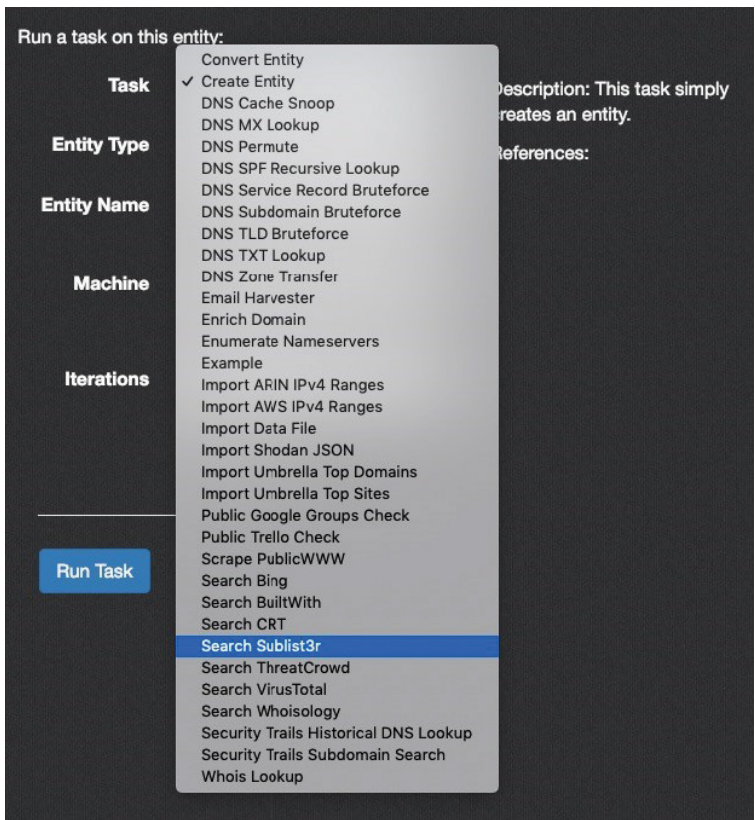 Run a task on this entity:
Task
Entity Type
Entity Name
Machine
Iterations
Run Task
Convert Entity
✓ Create Entity
DNS Cache Snoop
DNS MX Lookup
DNS Permute
DNS SPF Recursive Lookup
DNS Service Record Bruteforce
DNS Subdomain Bruteforce
DNS TLD Bruteforce
DNS TXT Lookup
DNS Zone Transfer
Email Harvester
Enrich Domain
Enumerate Nameservers
Example
Import ARIN IPv4 Ranges
Import AWS IPv4 Ranges
Import Data File
Import Shodan JSON
Import Umbrella Top Domains
Import Umbrella Top Sites
Public Google Groups Check
Public Trello Check
Scrape PublicWWW
Search Bing
Search BuiltWith
Search CRT
Search Sublist3r
Search ThreatCrowd
Search VirusTotal
Search Whoisology
Security Trails Historical DNS Lookup
Security Trails Subdomain Search
Whois Lookup
Description: This task simply
creates an entity.
References: